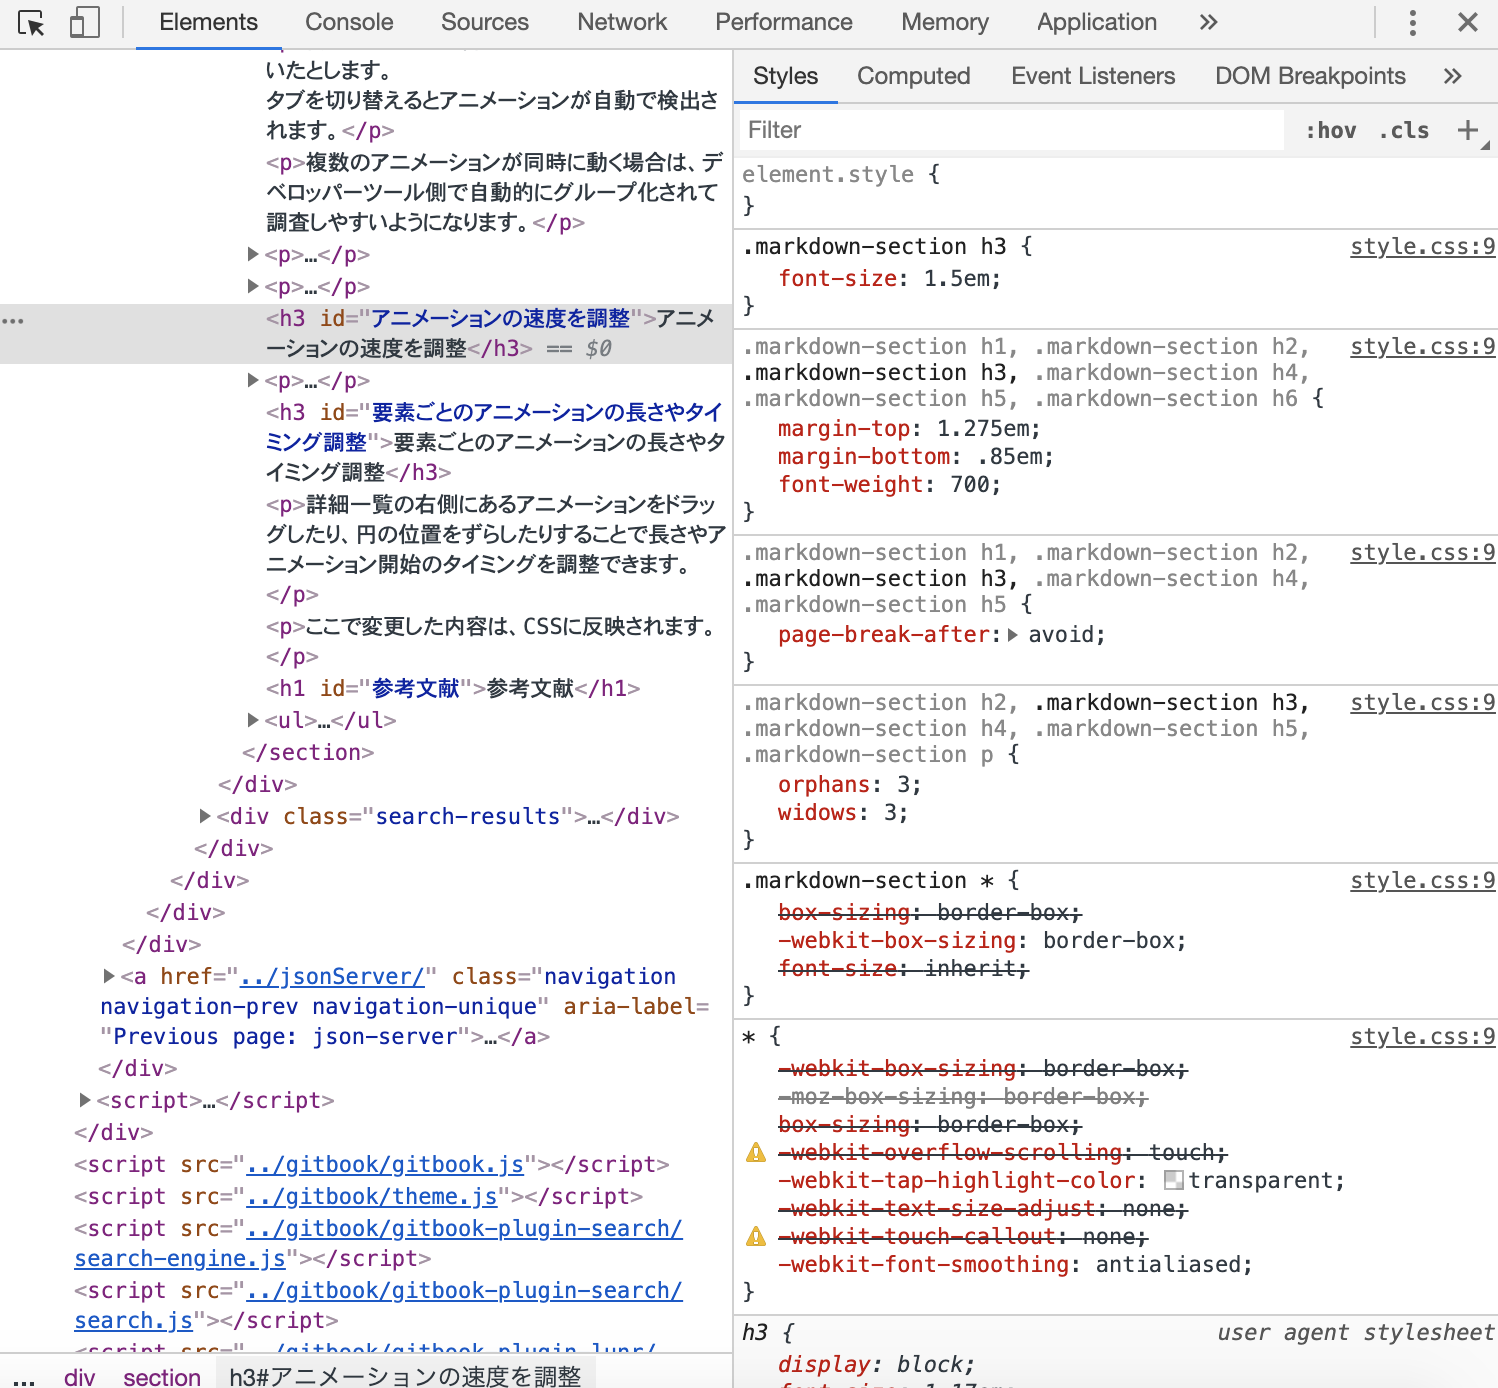 Elements Console Sources Network Performance Memory Application »
いたとします。
タブを切り替えるとアニメーションが自動で検出さ
れます。</p>
<p>複数のアニメーションが同時に動く場合は、デ
ベロッパーツール側で自動的にグループ化されて
調査しやすいようになります。</p>
<p>…</p>
<p>…</p>
<h3 id="アニメーションの速度を調整">アニメ
ーションの速度を調整</h3> == $0
<p>…</p>
<h3 id="要素ごとのアニメーションの長さやタイ
ミング調整">要素ごとのアニメーションの長さやタ
イミング調整</h3>
<p>詳細一覧の右側にあるアニメーションをドラッ
グしたり、円の位置をずらしたりすることで長さやア
ニメーション開始のタイミングを調整できます。
</p>
<p>ここで変更した内容は、CSSに反映されます。
</p>
<h1 id="参考文献">参考文献</h1>
<ul>…</ul>
</section>
</div>
<div class="search-results">…</div>
</div>
</div>
</div>
</div>
<a href="../jsonServer/" class="navigation
navigation-prev navigation-unique" aria-label=
"Previous page: json-server">…</a>
</div>
<script>…</script>
</div>
<script src="../gitbook/gitbook.js"></script>
<script src="../gitbook/theme.js"></script>
<script src="../gitbook/gitbook-plugin-search/
search-engine.js"></script>
<script src="../gitbook/gitbook-plugin-search/
search.js"></script>
<script src="../gitbook/gitbook-plugin-lunr/
... div section h3#アニメーションの速度を調整
Styles Computed Event Listeners DOM Breakpoints »
Filter :hov .cls +
element.style {
}
.markdown-section h3 { style.css:9
font-size: 1.5em;
}
.markdown-section h1, .markdown-section h2, style.css:9
.markdown-section h3, .markdown-section h4,
.markdown-section h5, .markdown-section h6 {
margin-top: 1.275em;
margin-bottom: .85em;
font-weight: 700;
}
.markdown-section h1, .markdown-section h2, style.css:9
.markdown-section h3, .markdown-section h4,
.markdown-section h5 {
page-break-after: avoid;
}
.markdown-section h2, .markdown-section h3, style.css:9
.markdown-section h4, .markdown-section h5,
.markdown-section p {
orphans: 3;
widows: 3;
}
.markdown-section * { style.css:9
box-sizing: border-box;
-webkit-box-sizing: border-box;
font-size: inherit;
}
* { style.css:9
-webkit-box-sizing: border-box;
-moz-box-sizing: border-box;
box-sizing: border-box;
-webkit-overflow-scrolling: touch;
-webkit-tap-highlight-color: transparent;
-webkit-text-size-adjust: none;
-webkit-touch-callout: none;
-webkit-font-smoothing: antialiased;
}
h3 { user agent stylesheet
display: block;
font-size: 1.17em;